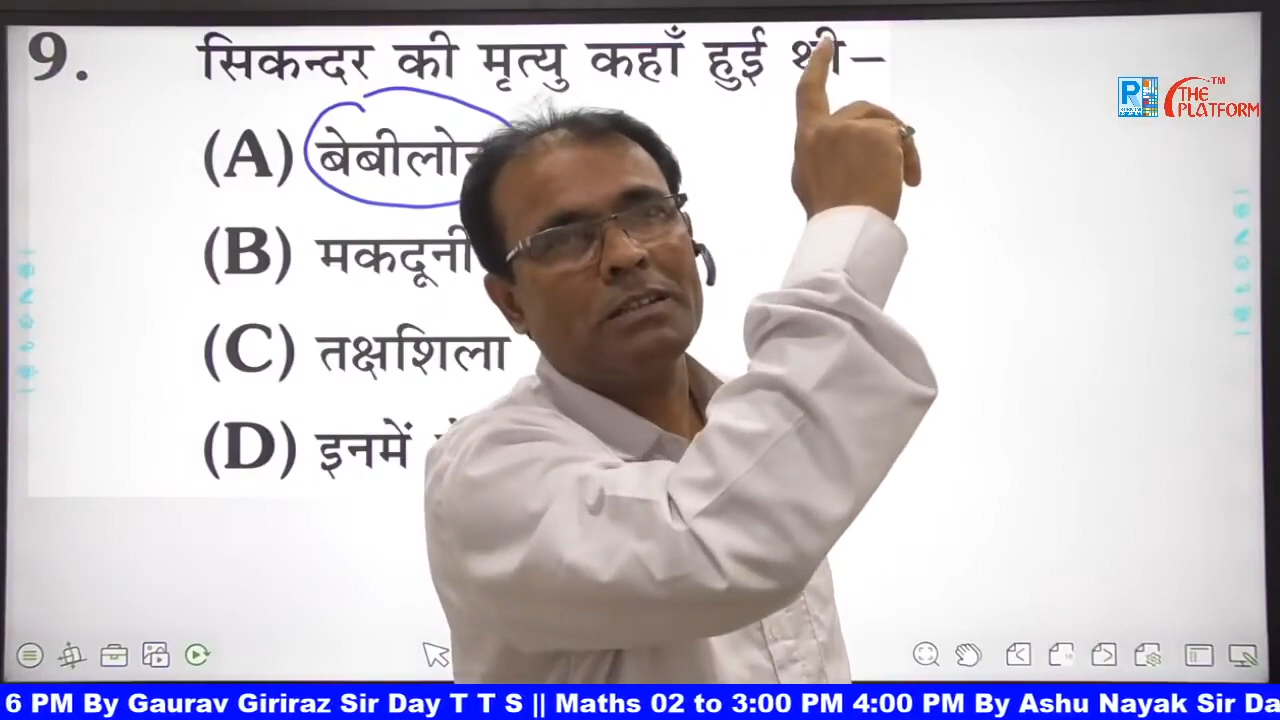 9. सिकन्दर की मृत्यु कहाँ हुई थी–
(A) बेबीलोन
(B) मकदूनी
(C) तक्षशिला
(D) इनमें
R THE PLATFORM™
6 PM By Gaurav Giriraz Sir Day T T S || Maths 02 to 3:00 PM 4:00 PM By Ashu Nayak Sir Da